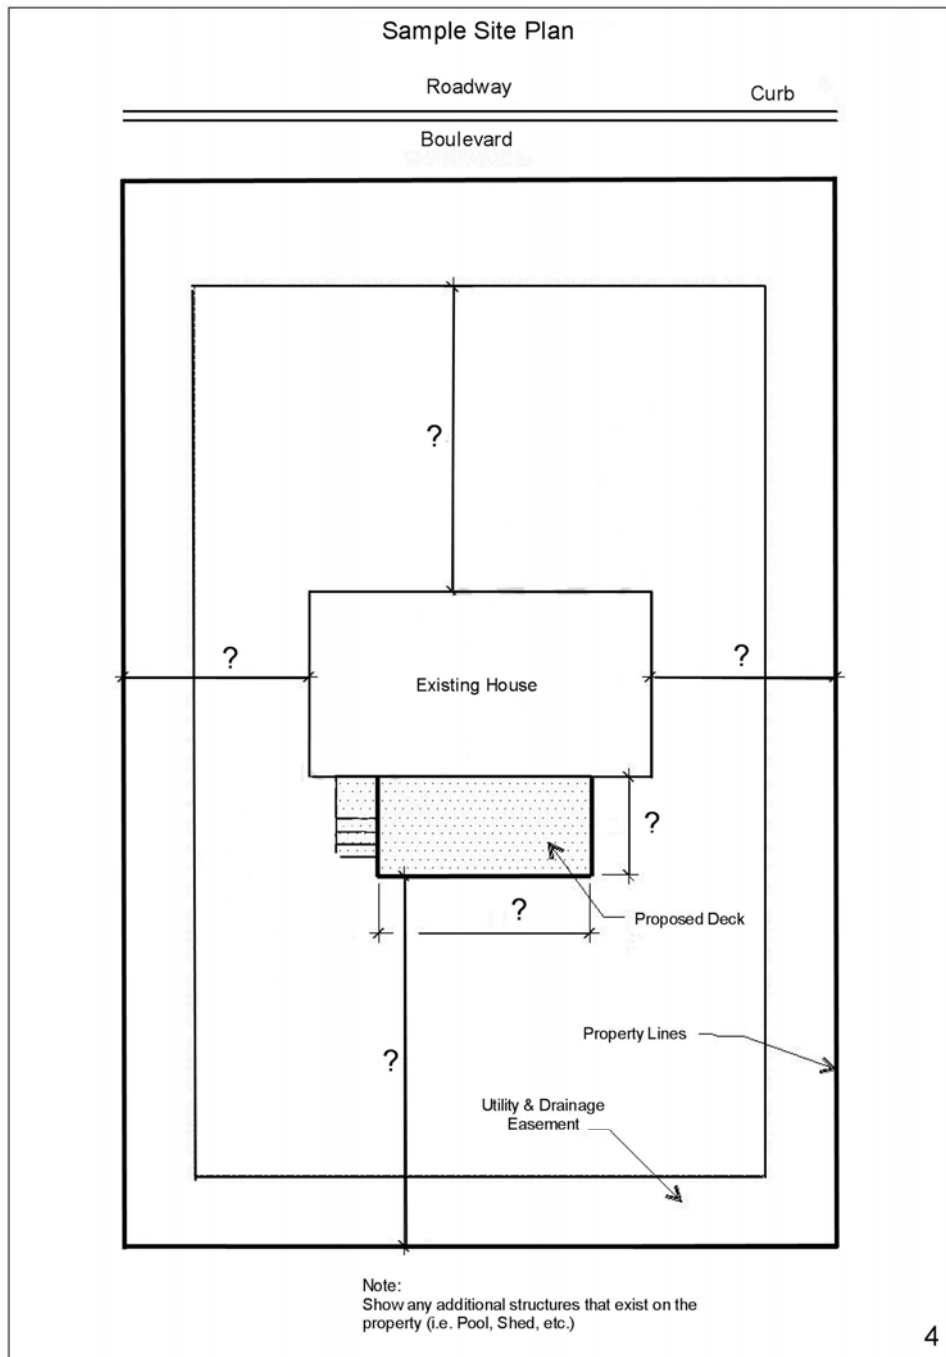 Sample Site Plan
Roadway
Curb
Boulevard
?
?
?
Existing House
?
?
Proposed Deck
Property Lines
?
Utility & Drainage
Easement
Note:
Show any additional structures that exist on the
property (i.e. Pool, Shed, etc.)
4